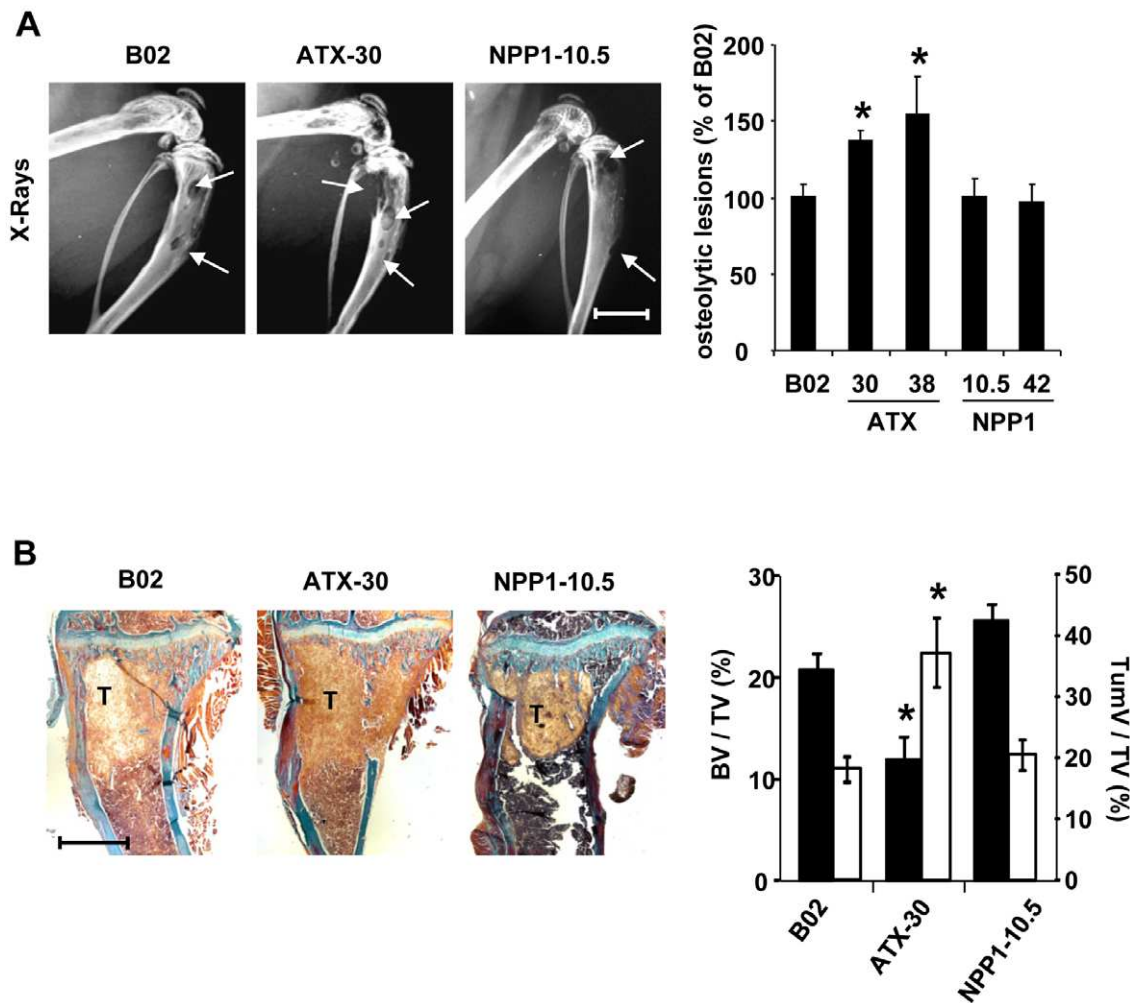 A
B02
ATX-30
NPP1-10.5
X-Rays
osteolytic lesions (% of B02)
200
150
100
50
0
*
*
B02
30
38
10.5
42
ATX
NPP1
B
B02
ATX-30
NPP1-10.5
T
T
T
BV / TV (%)
30
20
10
0
*
*
50
40
30
20
10
0
TumV / TV (%)
B02
ATX-30
NPP1-10.5